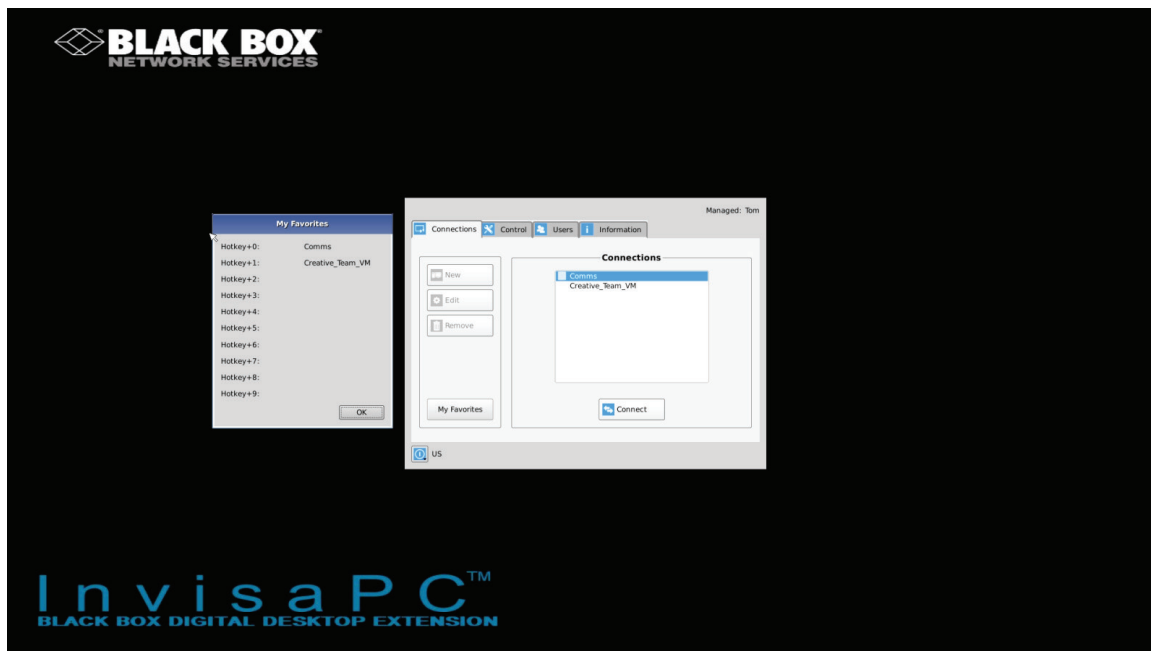 BLACK BOX
NETWORK SERVICES
My Favorites
Hotkey+0: Comms
Hotkey+1: Creative_Team_VM
Hotkey+2:
Hotkey+3:
Hotkey+4:
Hotkey+5:
Hotkey+6:
Hotkey+7:
Hotkey+8:
Hotkey+9:
OK
Managed: Tom
Connections Control Users Information
New
Edit
Remove
My Favorites
Connections
Comms
Creative_Team_VM
Connect
US
InvisaPC™
BLACK BOX DIGITAL DESKTOP EXTENSION